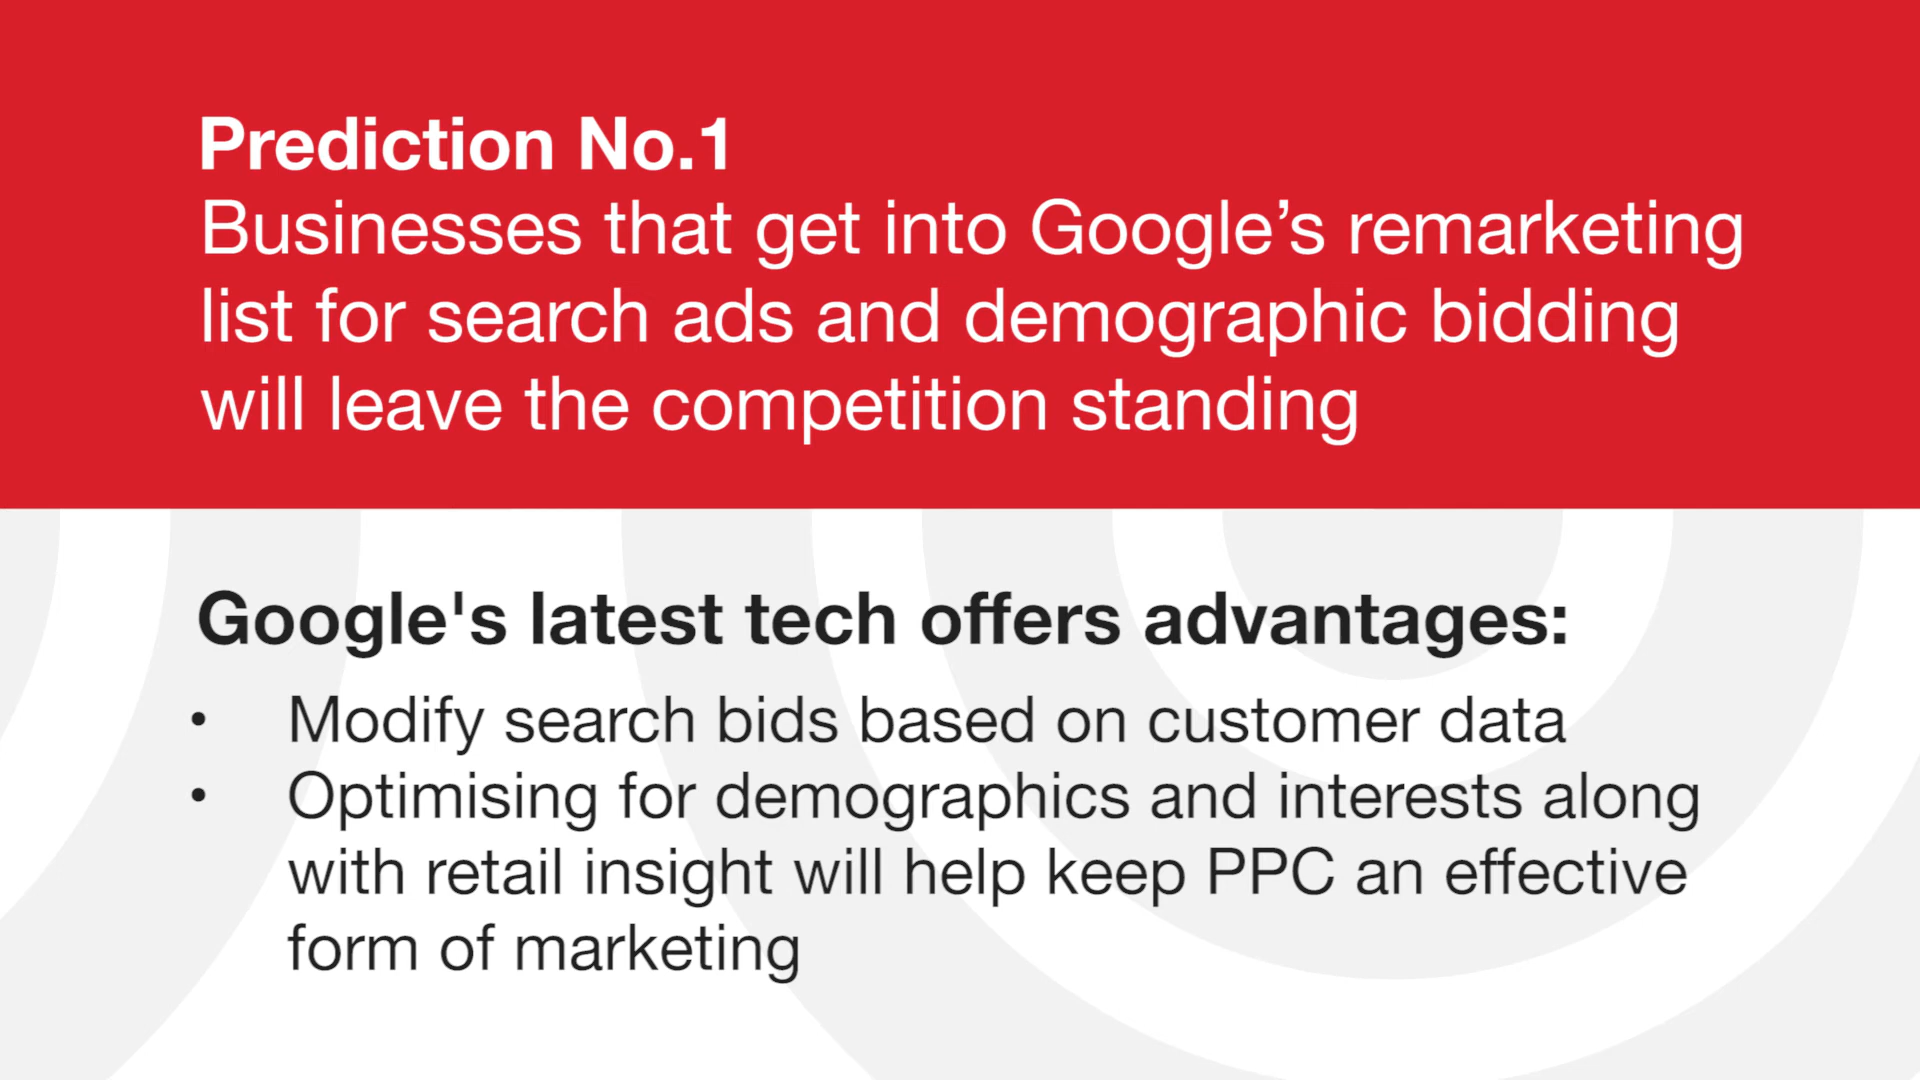 Prediction No.1
Businesses that get into Google’s remarketing
list for search ads and demographic bidding
will leave the competition standing
Google's latest tech offers advantages:
• Modify search bids based on customer data
• Optimising for demographics and interests along
with retail insight will help keep PPC an effective
form of marketing